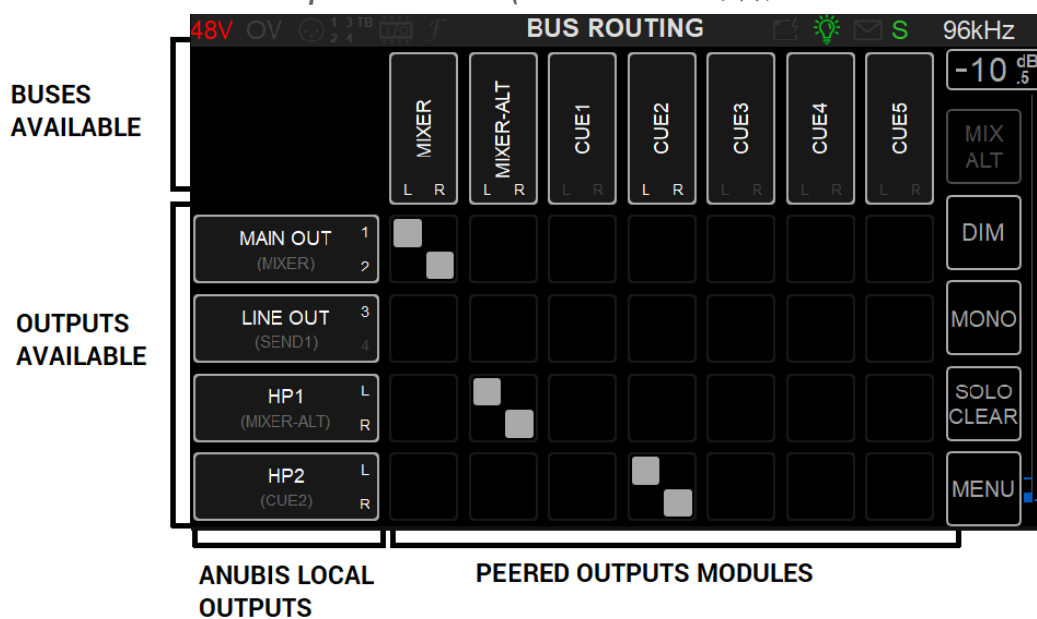 48V OV 1 3 TB 2 4 I/O F BUS ROUTING S 96kHz
BUSES
AVAILABLE
MIXER
L R
MIXER-ALT
L R
CUE1
L R
CUE2
L R
CUE3
L R
CUE4
L R
CUE5
L R
-10 dB .5
MIX
ALT
OUTPUTS
AVAILABLE
MAIN OUT 1
(MIXER) 2
DIM
LINE OUT 3
(SEND1) 4
MONO
HP1 L
(MIXER-ALT) R
SOLO
CLEAR
HP2 L
(CUE2) R
MENU
ANUBIS LOCAL
OUTPUTS
PEERED OUTPUTS MODULES